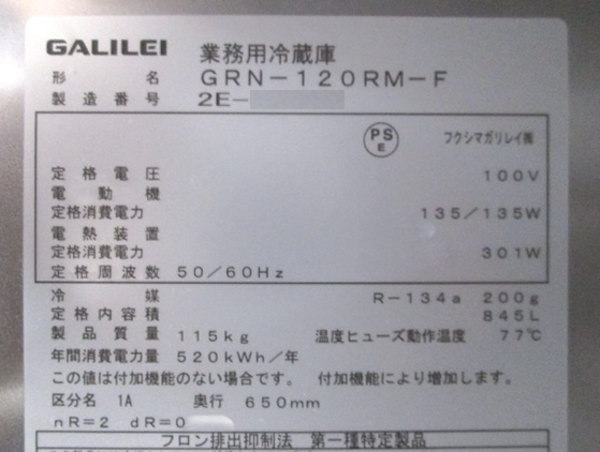 GALILEI 業務用冷蔵庫
形名 GRN-120RM-F
製造番号 2E-
PS E フクシマガリレイ㈱
定格電圧 100V
電動機
定格消費電力 135/135W
電熱装置
定格消費電力 301W
定格周波数 50/60Hz
冷媒 R-134a 200g
定格内容積 845L
製品質量 115kg 温度ヒューズ動作温度 77℃
年間消費電力量 520kWh/年
この値は付加機能のない場合です。 付加機能により増加します。
区分名 1A 奥行 650mm
nR=2 dR=0
フロン排出抑制法 第一種特定製品